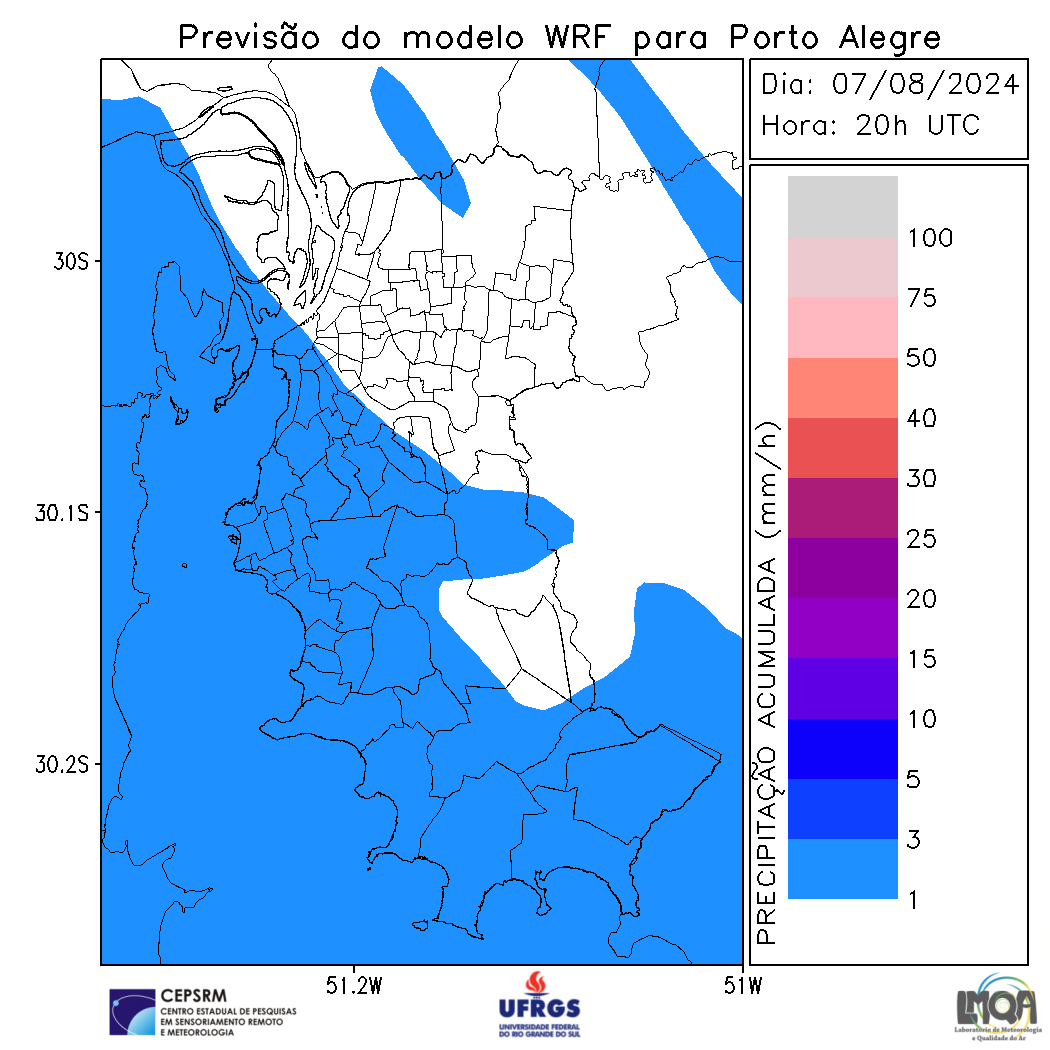 Previsão do modelo WRF para Porto Alegre
Dia: 07/08/2024
Hora: 20h UTC
30S
30.1S
30.2S
51.2W
51W
PRECIPITAÇÃO ACUMULADA (mm/h)
100
75
50
40
30
25
20
15
10
5
3
1
CEPSRM
CENTRO ESTADUAL DE PESQUISAS
EM SENSORIAMENTO REMOTO
E METEOROLOGIA
UFRGS
UNIVERSIDADE FEDERAL
DO RIO GRANDE DO SUL
LMQA
Laboratório de Meteorologia
e Qualidade do Ar